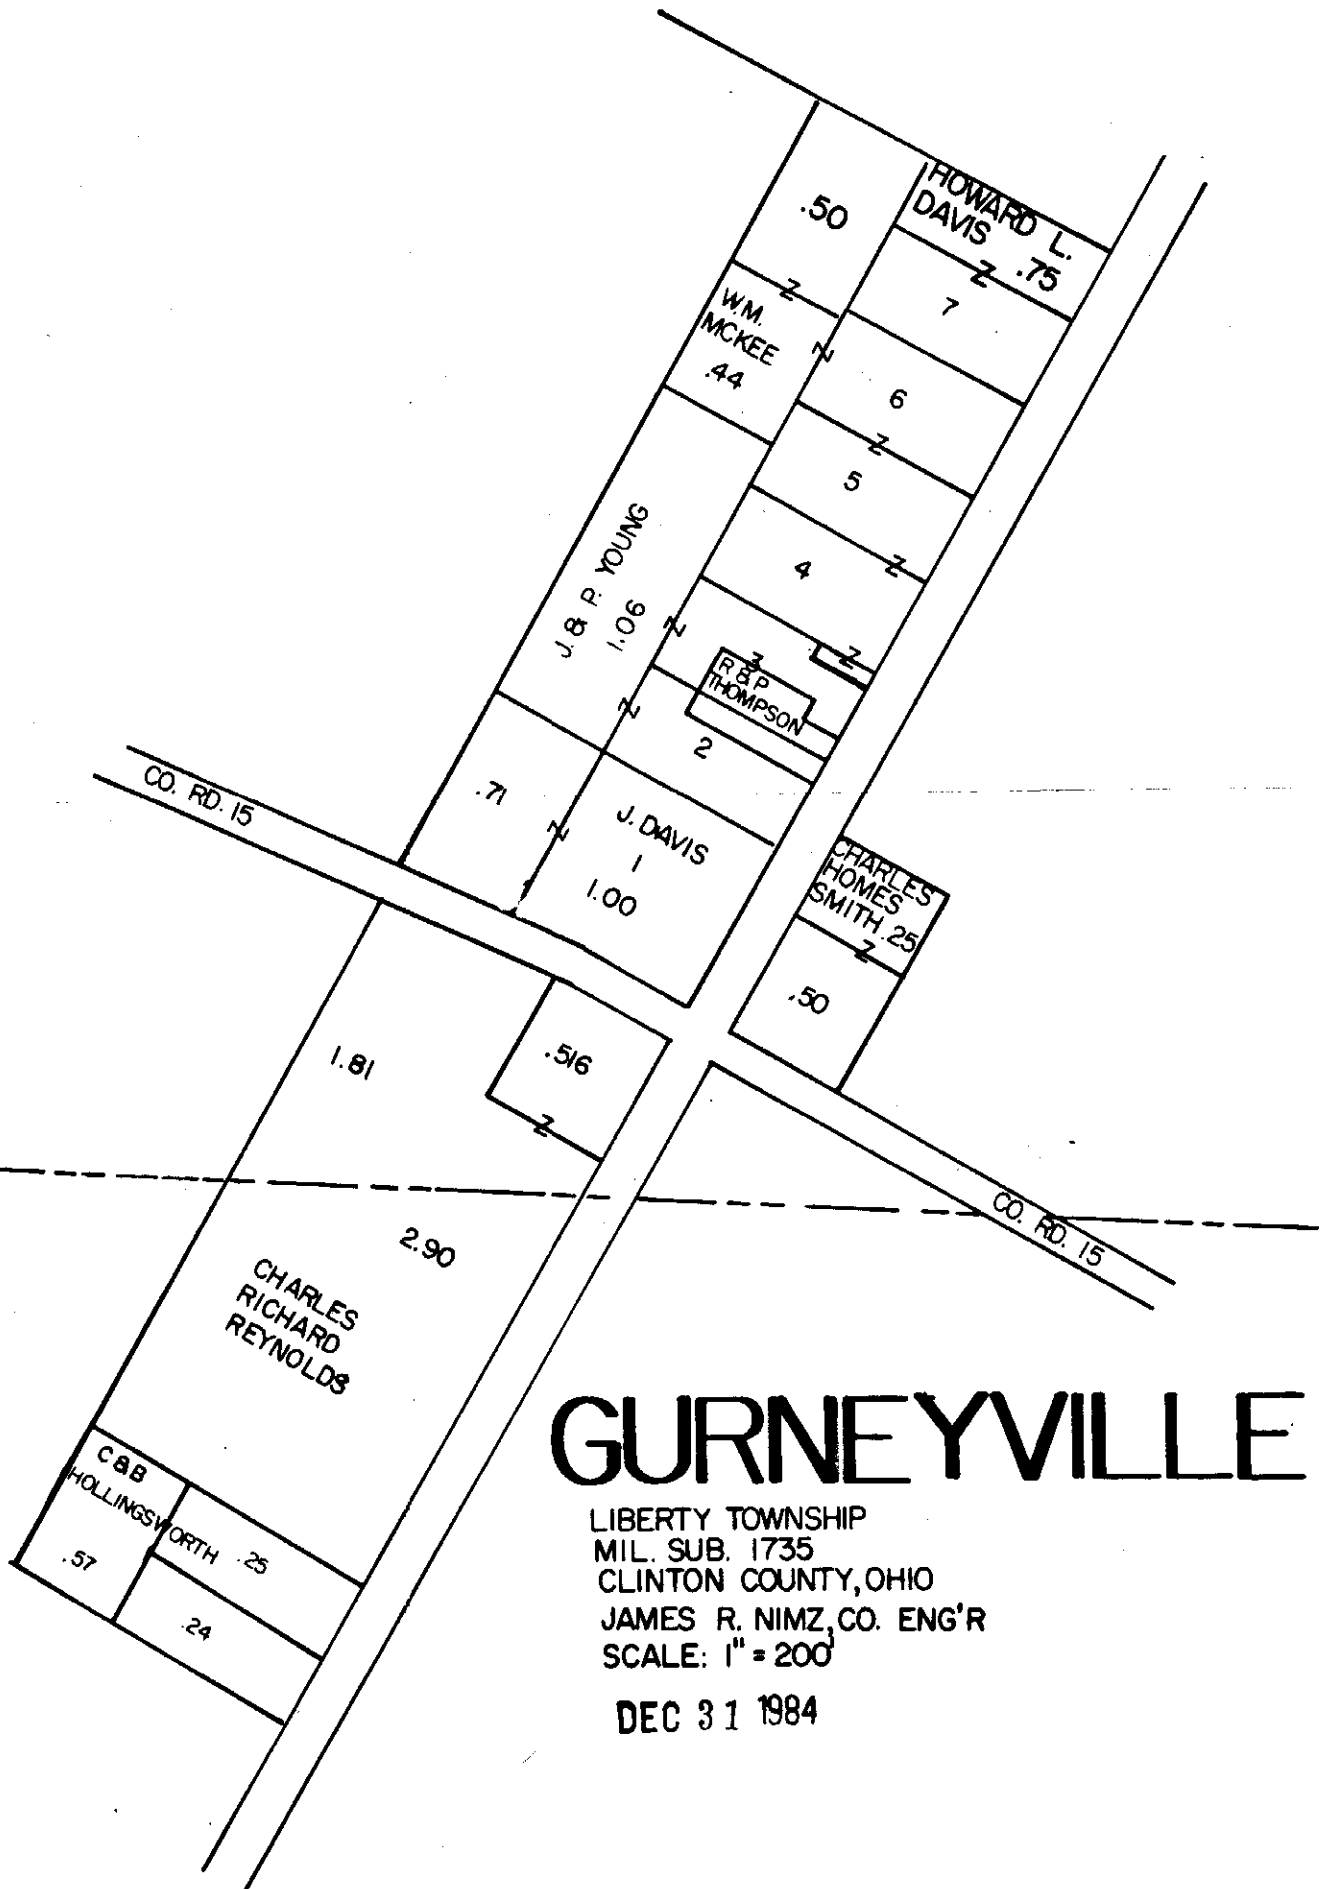 .50
HOWARD L.
DAVIS .75
7
W.M.
MCKEE
.44
6
5
4
J. & P. YOUNG
1.06
3
R & P
THOMPSON
2
.71
J. DAVIS
1
1.00
CO. RD. 15
CHARLES
HOMES
SMITH .25
.50
.516
1.81
CO. RD. 15
2.90
CHARLES
RICHARD
REYNOLDS
C & B
HOLLINGSWORTH .25
.57
.24
GURNEYVILLE
LIBERTY TOWNSHIP
MIL. SUB. 1735
CLINTON COUNTY, OHIO
JAMES R. NIMZ, CO. ENG'R
SCALE: 1" = 200'
DEC 31 1984